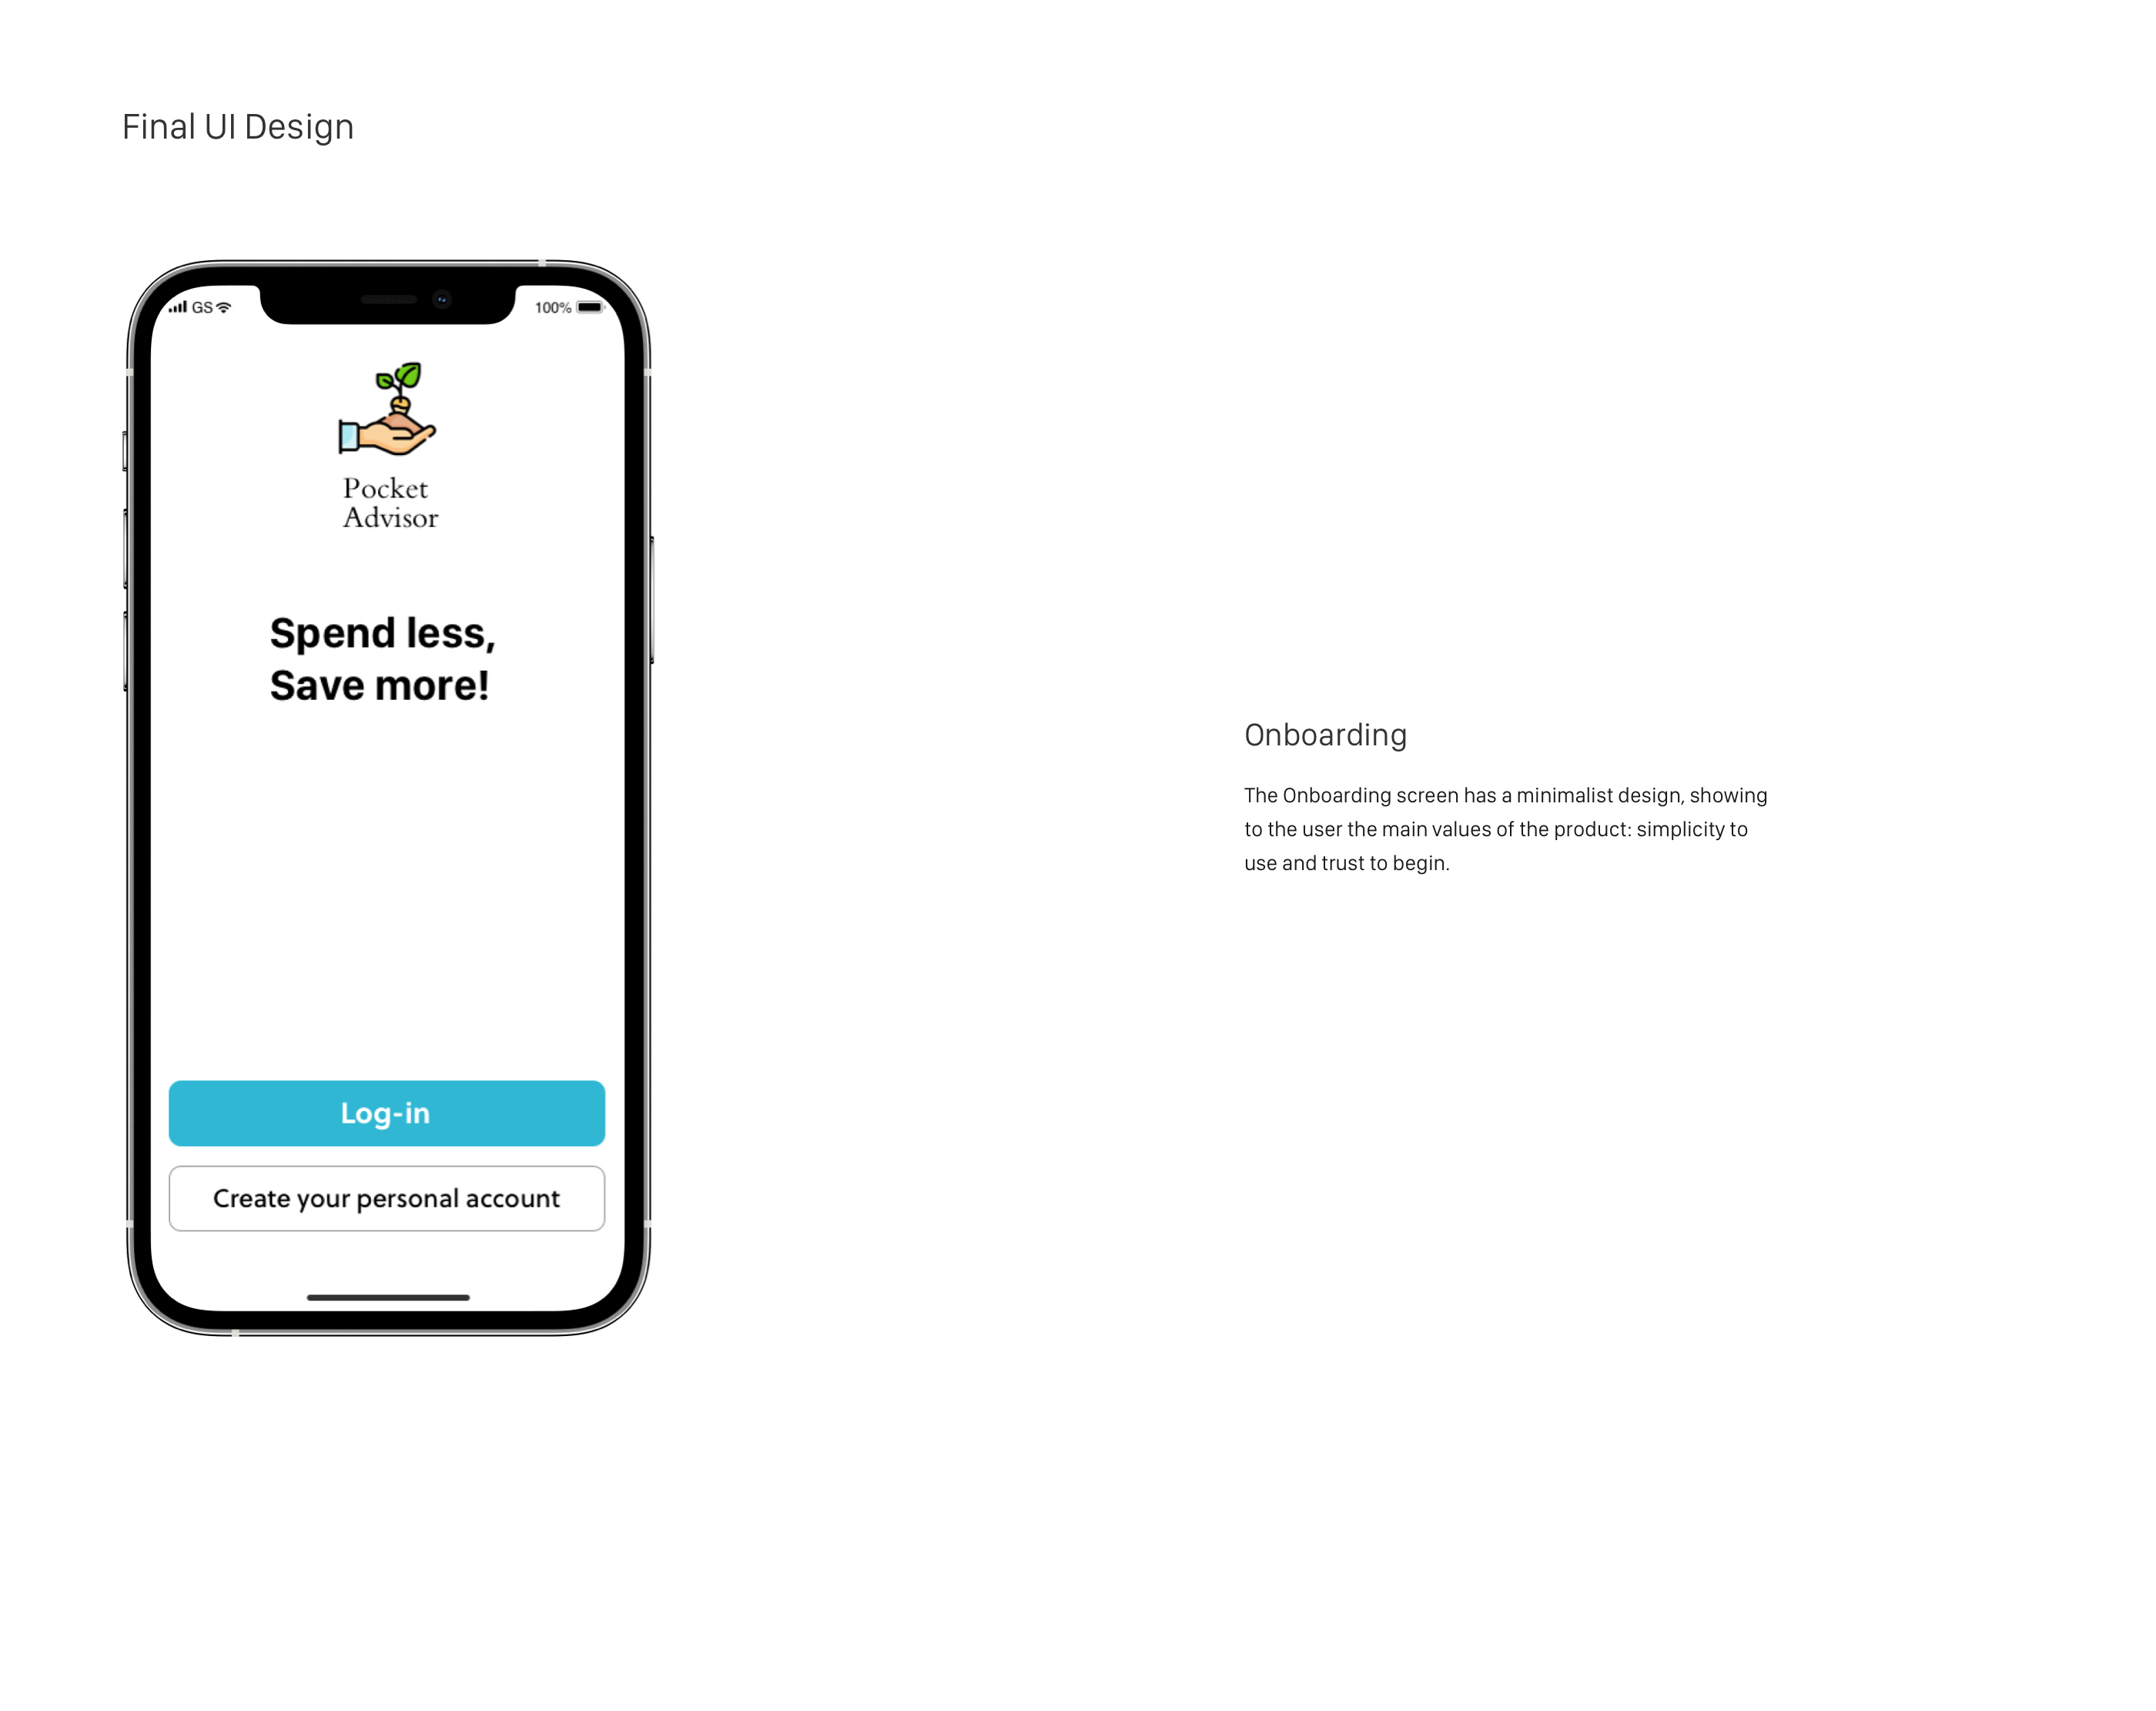 Final UI Design
GS
100%
Pocket
Advisor
Spend less,
Save more!
Log-in
Create your personal account
Onboarding
The Onboarding screen has a minimalist design, showing
to the user the main values of the product: simplicity to
use and trust to begin.